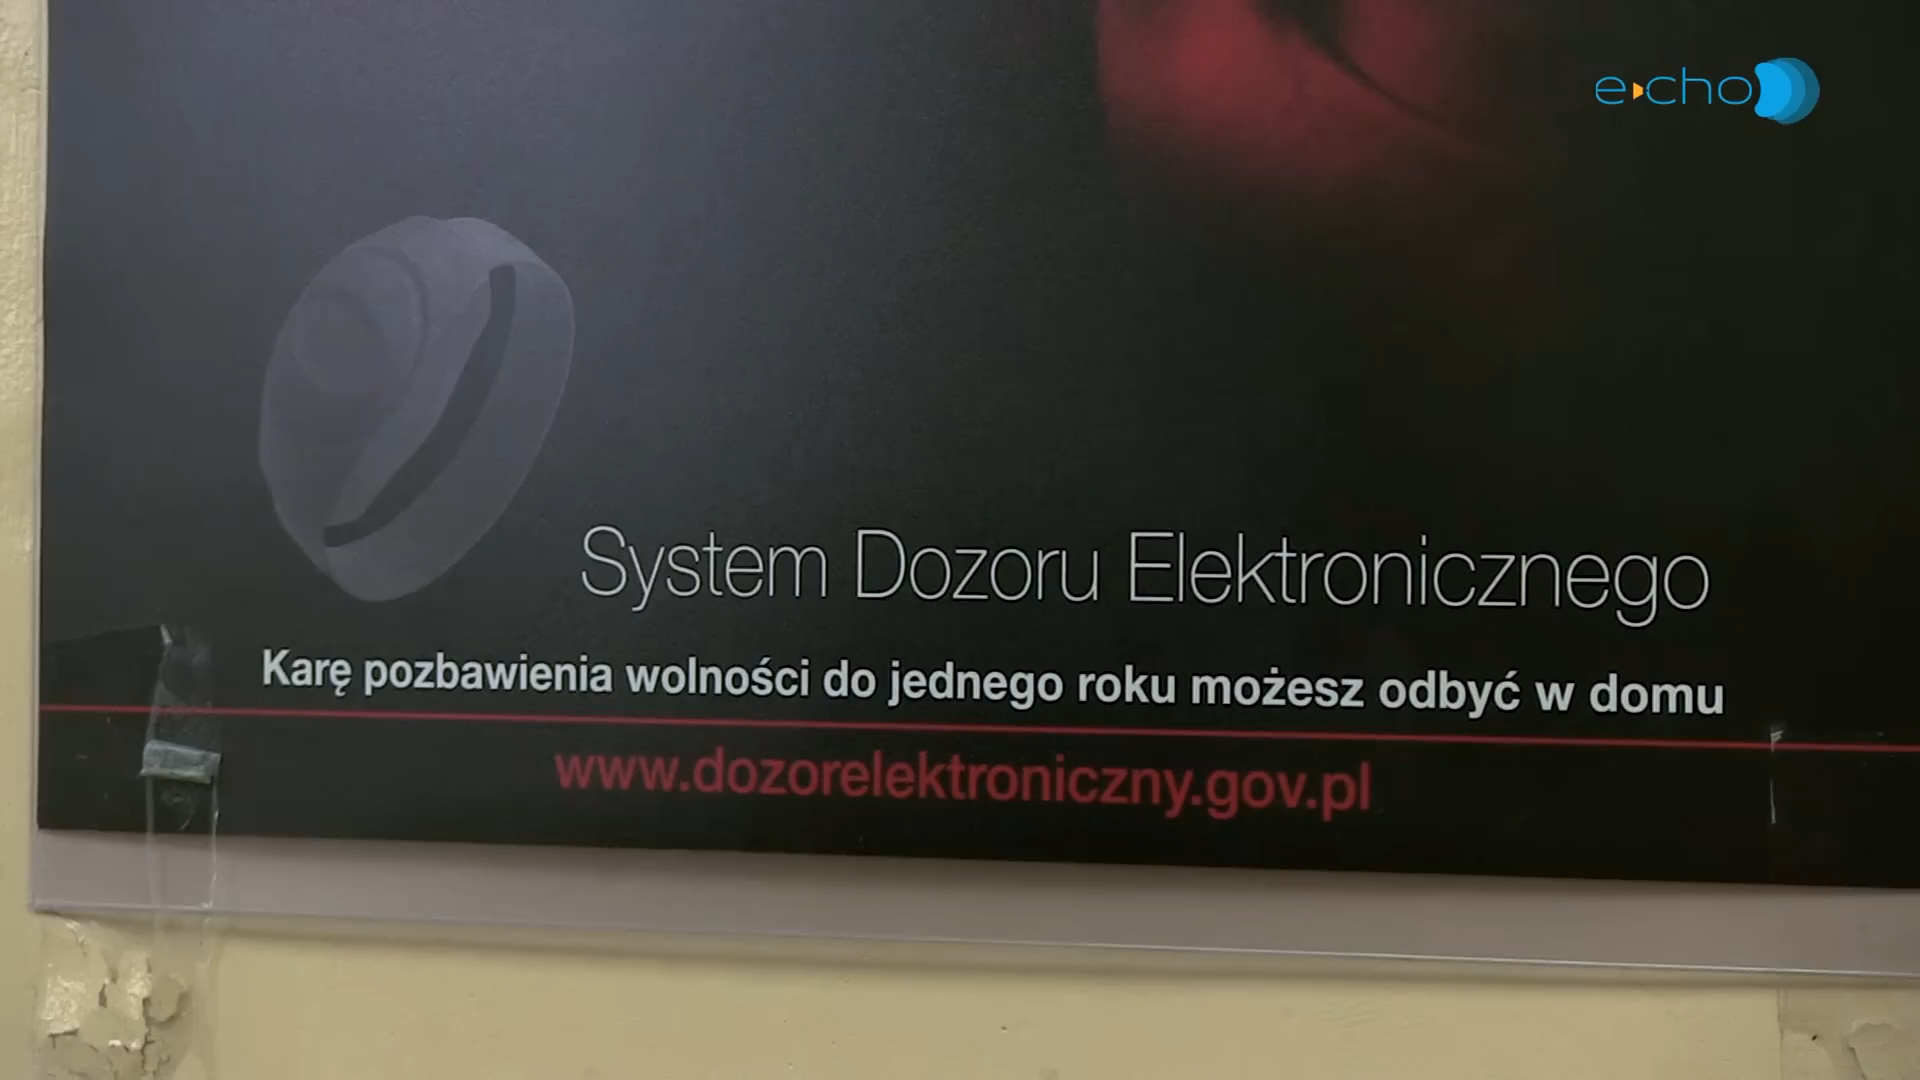 e-cho
System Dozoru Elektronicznego
Karę pozbawienia wolności do jednego roku możesz odbyć w domu
www.dozorelektroniczny.gov.pl